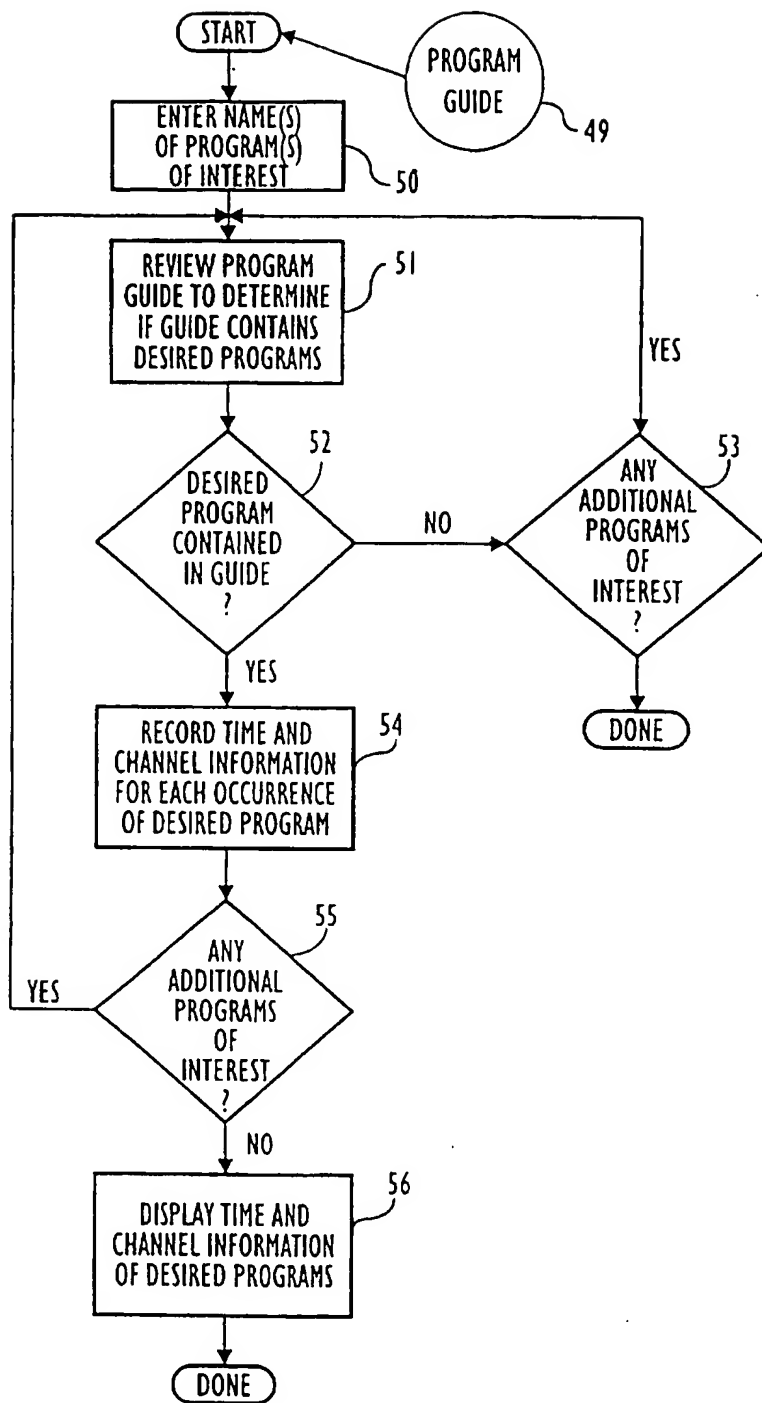 START
PROGRAM
GUIDE
49
ENTER NAME(S)
OF PROGRAM(S)
OF INTEREST
50
REVIEW PROGRAM
GUIDE TO DETERMINE
IF GUIDE CONTAINS
DESIRED PROGRAMS
51
YES
52
DESIRED
PROGRAM
CONTAINED
IN GUIDE
?
NO
53
ANY
ADDITIONAL
PROGRAMS
OF
INTEREST
?
YES
DONE
RECORD TIME AND
CHANNEL INFORMATION
FOR EACH OCCURRENCE
OF DESIRED PROGRAM
54
55
ANY
ADDITIONAL
PROGRAMS
OF
INTEREST
?
YES
NO
DISPLAY TIME AND
CHANNEL INFORMATION
OF DESIRED PROGRAMS
56
DONE